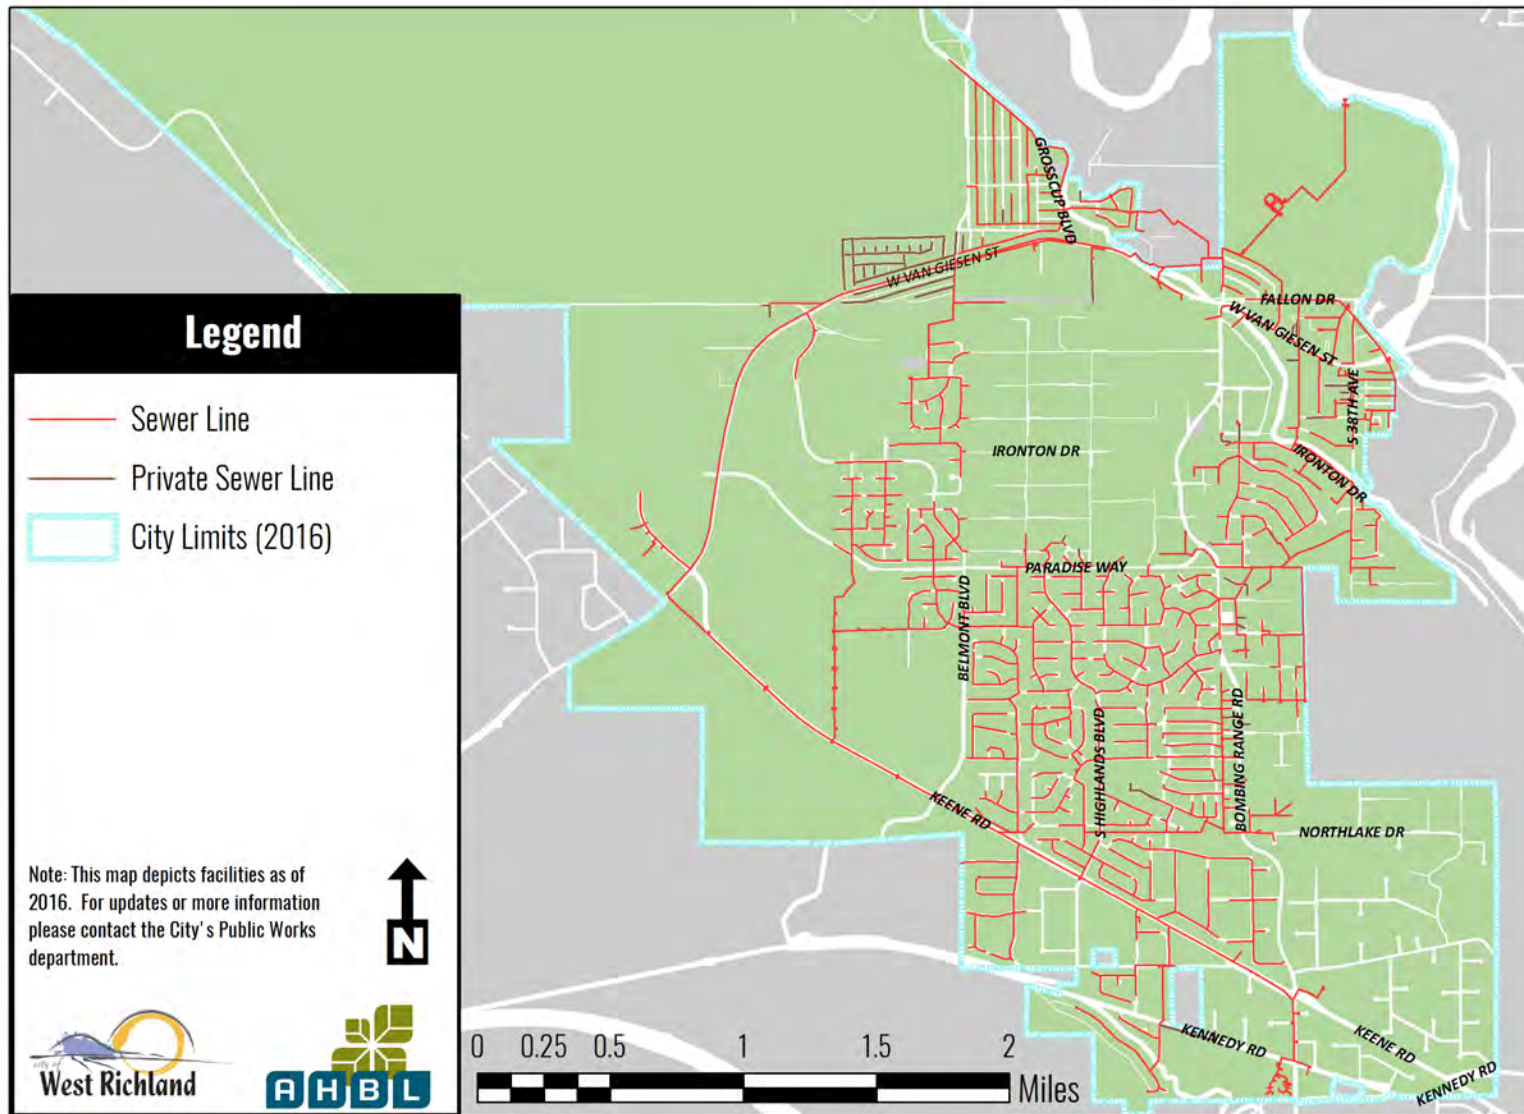 Legend
Sewer Line
Private Sewer Line
City Limits (2016)
Note: This map depicts facilities as of
2016. For updates or more information
please contact the City's Public Works
department.
N
city of
West Richland
AHBL
0 0.25 0.5 1 1.5 2
Miles
GROSSCUP BLVD
W VAN GIESEN ST
FALLON DR
W VAN GIESEN ST
S 38TH AVE
IRONTON DR
IRONTON DR
PARADISE WAY
BELMONT BLVD
S HIGHLANDS BLVD
BOMBING RANGE RD
KEENE RD
NORTHLAKE DR
KENNEDY RD
KEENE RD
KENNEDY RD